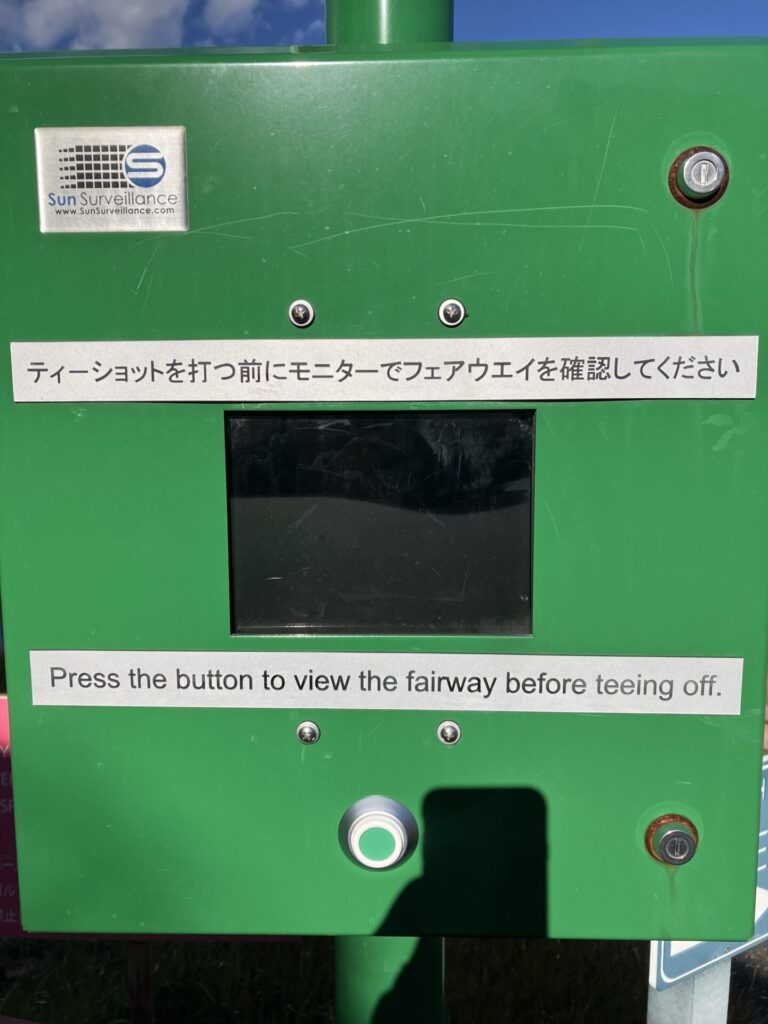 Sun Surveillance
www.SunSurveillance.com
ティーショットを打つ前にモニターでフェアウエイを確認してください
Press the button to view the fairway before teeing off.